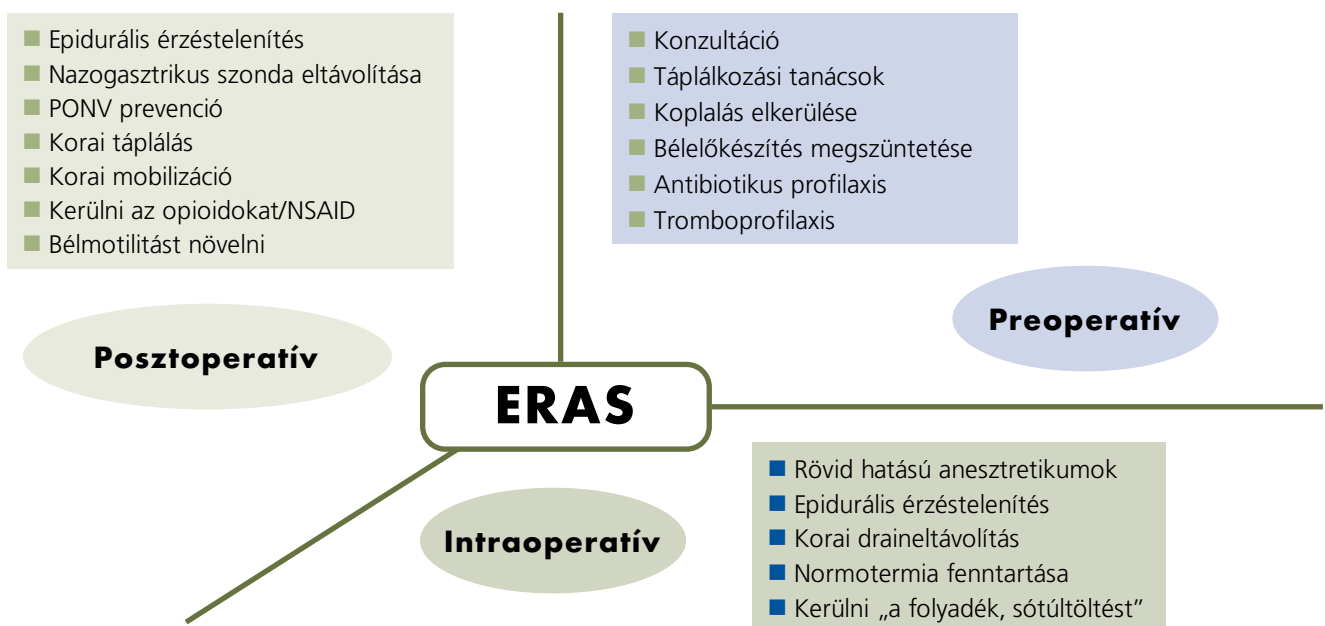 Epidurális érzéstelenítés
Nazogasztrikus szonda eltávolítása
PONV prevenció
Korai táplálás
Korai mobilizáció
Kerülni az opioidokat/NSAID
Bélmotilitást növelni
Konzultáció
Táplálkozási tanácsok
Koplalás elkerülése
Bélelőkészítés megszüntetése
Antibiotikus profilaxis
Tromboprofilaxis
Posztoperatív
Preoperatív
ERAS
Intraoperatív
Rövid hatású anesztretikumok
Epidurális érzéstelenítés
Korai draineltávolítás
Normotermia fenntartása
Kerülni „a folyadék, sótúltöltést”